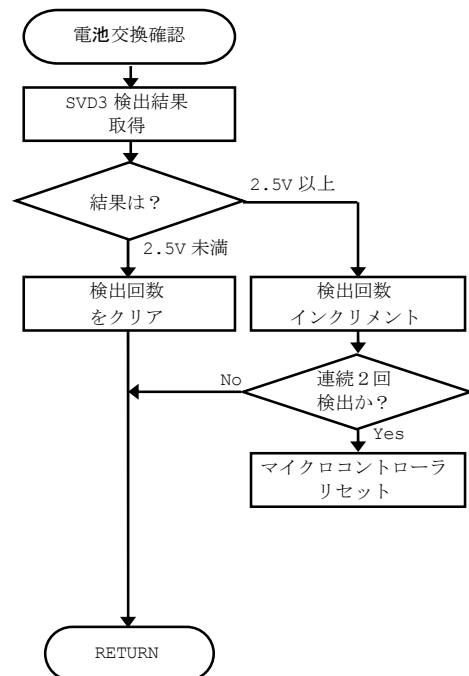 電池交換確認
SVD3 検出結果
取得
結果は？
2.5V 以上
2.5V 未満
検出回数
をクリア
検出回数
インクリメント
No
連続２回
検出か？
Yes
マイクロコントローラ
リセット
RETURN